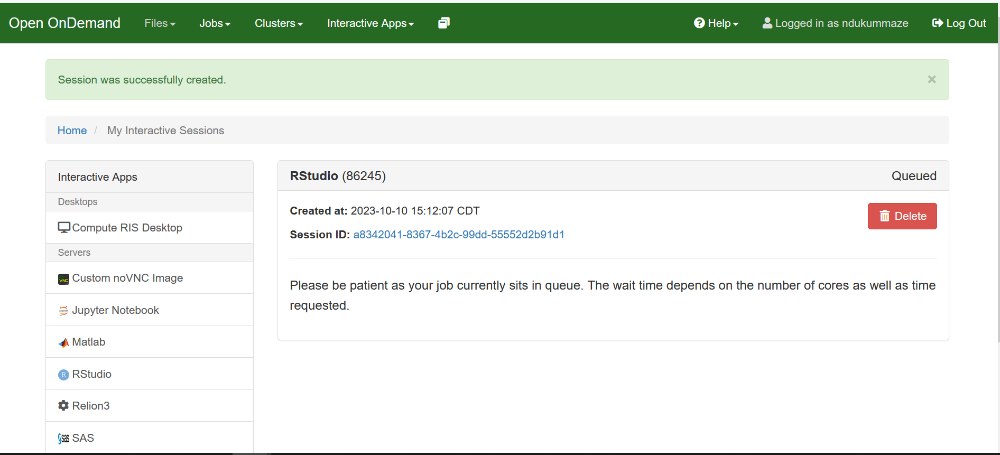 Open OnDemand Files Jobs Clusters Interactive Apps Help Logged in as ndukummaze Log Out
Session was successfully created. ×
Home / My Interactive Sessions
Interactive Apps
Desktops
Compute RIS Desktop
Servers
VNC Custom noVNC Image
jupyter Jupyter Notebook
Matlab
R RStudio
Relion3
sas SAS
RStudio (86245) Queued
Created at: 2023-10-10 15:12:07 CDT
Delete
Session ID: a8342041-8367-4b2c-99dd-55552d2b91d1
Please be patient as your job currently sits in queue. The wait time depends on the number of cores as well as time
requested.